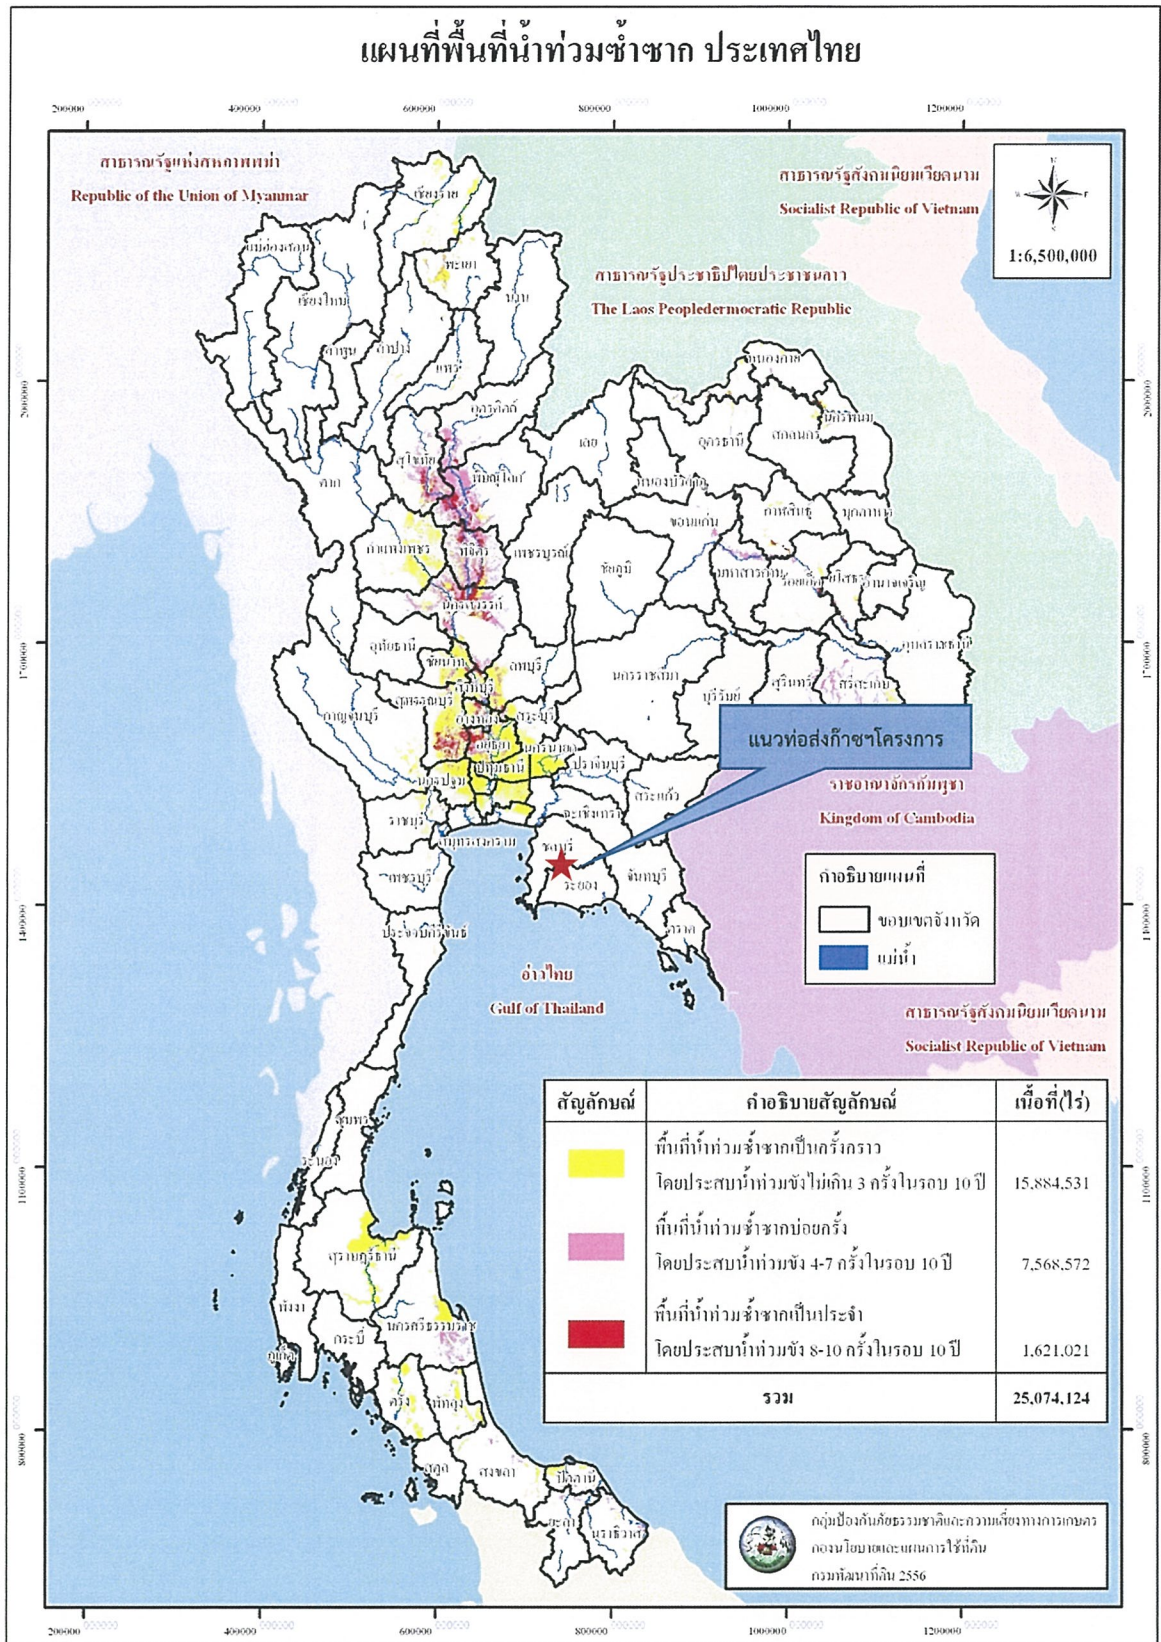 แผนที่พื้นที่น้ำท่วมซ้ำซาก ประเทศไทย
200000 400000 600000 800000 1000000 1200000
สาธารณรัฐแห่งสหภาพพม่า
Republic of the Union of Myanmar
สาธารณรัฐสังคมนิยมเวียดนาม
Socialist Republic of Vietnam
1:6,500,000
สาธารณรัฐประชาธิปไตยประชาชนลาว
The Laos Peopledermocratic Republic
เชียงราย
พะเยา
แม่ฮ่องสอน
เชียงใหม่
น่าน
ลำพูน
ลำปาง
แพร่
อุตรดิตถ์
หนองคาย
2000000
2000000
เลย
อุดรธานี
สกลนคร
สุโขทัย
ตาก
พิษณุโลก
ขอนแก่น
กาฬสินธุ์
มุกดาหาร
กำแพงเพชร
พิจิตร
เพชรบูรณ์
ชัยภูมิ
มหาสารคาม
ร้อยเอ็ด
ยโสธร
อำนาจเจริญ
นครสวรรค์
อุทัยธานี
ชัยนาท
ลพบุรี
นครราชสีมา
บุรีรัมย์
สุรินทร์
ศรีสะเกษ
อุบลราชธานี
1700000
1700000
กาญจนบุรี
สุพรรณบุรี
สิงห์บุรี
อ่างทอง
สระบุรี
อยุธยา
นครนายก
ปทุมธานี
ปราจีนบุรี
นครปฐม
สระแก้ว
แนวท่อส่งก๊าซฯโครงการ
ราชอาณาจักรกัมพูชา
Kingdom of Cambodia
ราชบุรี
สมุทรสงคราม
ฉะเชิงเทรา
ชลบุรี
ระยอง
จันทบุรี
ตราด
เพชรบุรี
ประจวบคีรีขันธ์
1400000
1400000
คำอธิบายแผนที่
ขอบเขตจังหวัด
แม่น้ำ
อ่าวไทย
Gulf of Thailand
สาธารณรัฐสังคมนิยมเวียดนาม
Socialist Republic of Vietnam
สัญลักษณ์ คำอธิบายสัญลักษณ์ เนื้อที่(ไร่)
พื้นที่น้ำท่วมซ้ำซากเป็นครั้งคราว
โดยประสบน้ำท่วมขังไม่เกิน 3 ครั้งในรอบ 10 ปี 15,884,531
พื้นที่น้ำท่วมซ้ำซากบ่อยครั้ง
โดยประสบน้ำท่วมขัง 4-7 ครั้งในรอบ 10 ปี 7,568,572
พื้นที่น้ำท่วมซ้ำซากเป็นประจำ
โดยประสบน้ำท่วมขัง 8-10 ครั้งในรอบ 10 ปี 1,621,021
รวม 25,074,124
ชุมพร
ระนอง
1100000
1100000
สุราษฎร์ธานี
พังงา
กระบี่
นครศรีธรรมราช
ภูเก็ต
ตรัง
พัทลุง
800000
800000
สตูล
สงขลา
ปัตตานี
ยะลา
นราธิวาส
กลุ่มป้องกันภัยธรรมชาติและความเสี่ยงทางการเกษตร
กองนโยบายและแผนการใช้ที่ดิน
กรมพัฒนาที่ดิน 2556
200000 400000 600000 800000 1000000 1200000